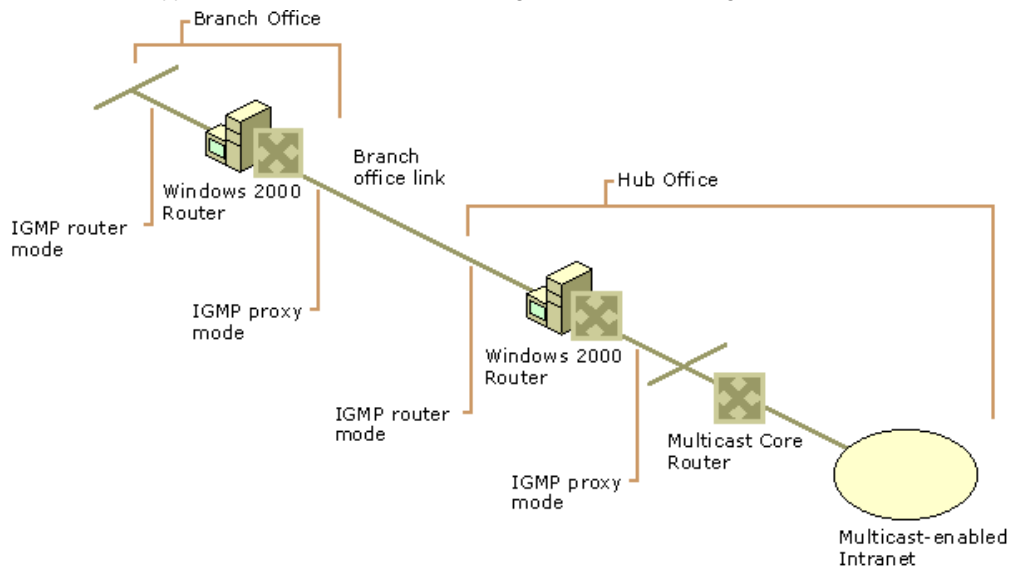 Branch Office
Branch
office link
Hub Office
Windows 2000
Router
IGMP router
mode
IGMP proxy
mode
Windows 2000
Router
IGMP router
mode
Multicast Core
Router
IGMP proxy
mode
Multicast-enabled
Intranet